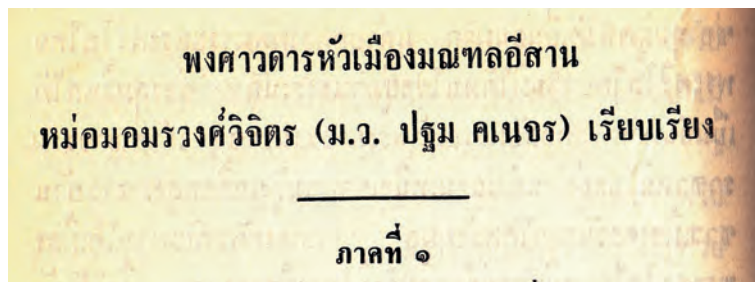 พงศาวดารหัวเมืองมณฑลอีสาน
หม่อมอมรวงศ์วิจิตร (ม.ว. ปฐม คเนจร) เรียบเรียง
ภาคที่ ๑